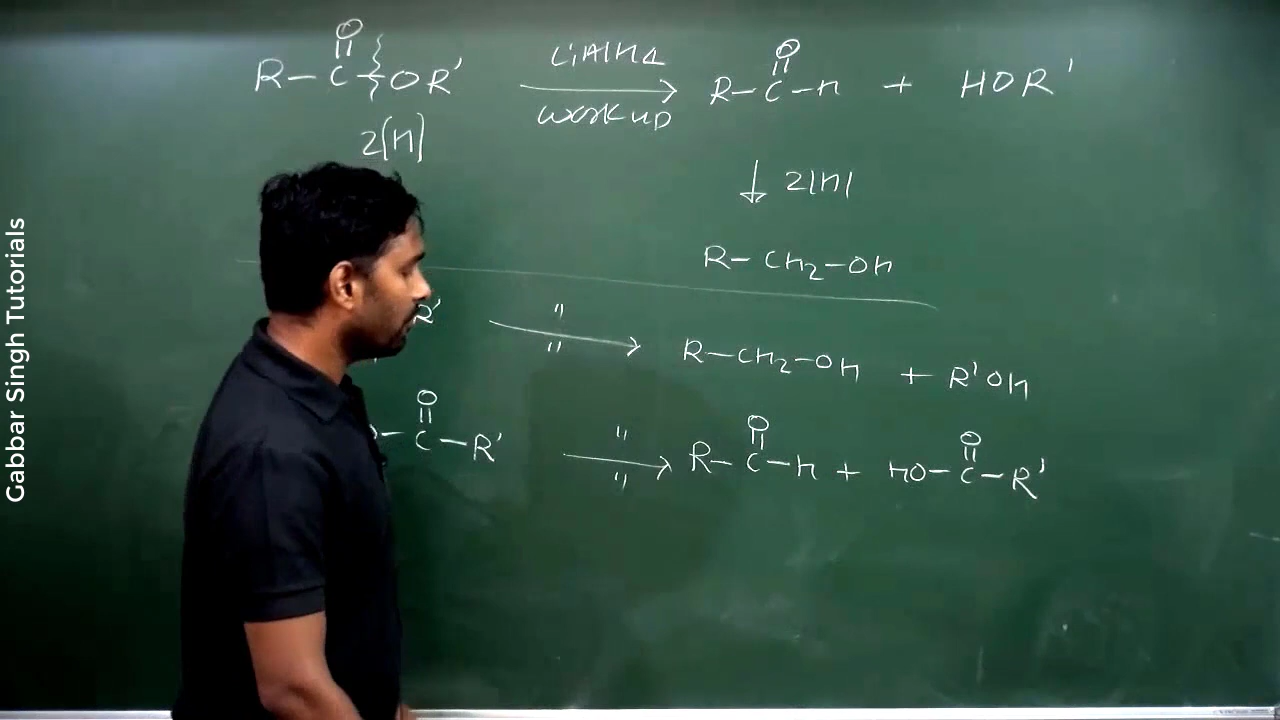 Gabbar Singh Tutorials
R–C(=O)–OR' LiAlH4 workup → R–C(=O)–H + HOR'
2[H]
↓ 2[H]
R–CH2–OH
R' " " → R–CH2–OH + R'OH
–C(=O)–R' " " → R–C(=O)–H + HO–C(=O)–R'